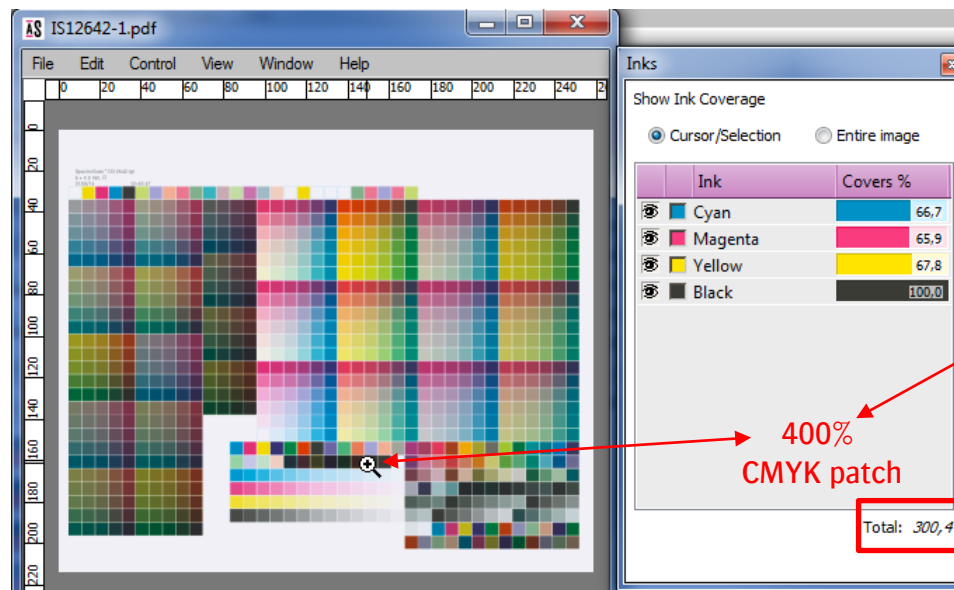 AS IS12642-1.pdf
File Edit Control View Window Help
0 20 40 60 80 100 120 140 160 180 200 220 240 2
0
20
40
60
80
100
120
140
160
180
200
220
Inks
Show Ink Coverage
Cursor/Selection Entire image
Ink Covers %
Cyan 66,7
Magenta 65,9
Yellow 67,8
Black 100,0
400%
CMYK patch
Total: 300,4